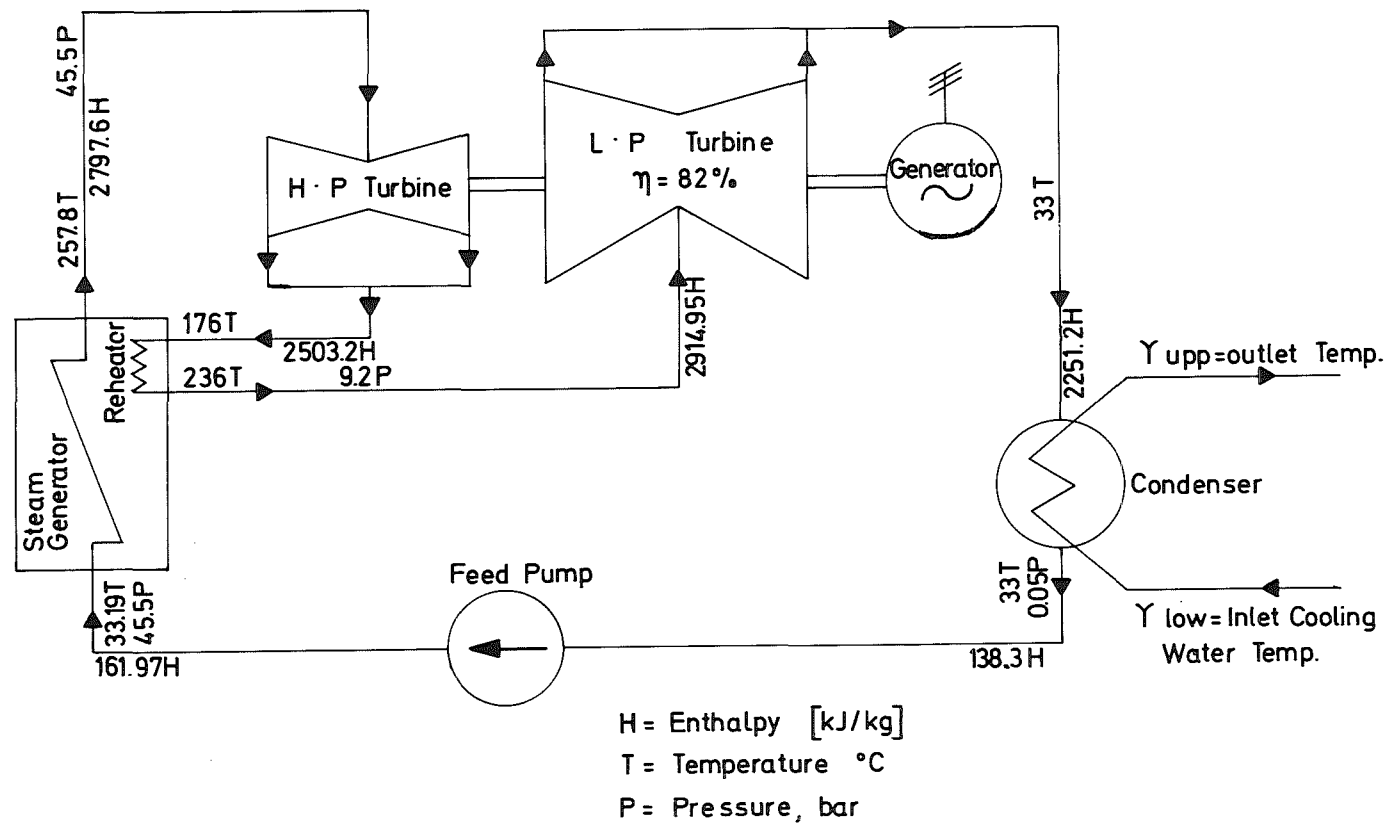 45.5P
257.8T
2797.6H
H·P Turbine
L·P Turbine
η=82%
Generator
33T
2251.2H
Reheator
176T
2503.2H
236T
9.2P
2914.95H
Steam
Generator
ϒ upp=outlet Temp.
Condenser
33T
0.05P
ϒ low=Inlet Cooling
Water Temp.
33.19T
45.5P
161.97H
Feed Pump
138.3H
H= Enthalpy [kJ/kg]
T= Temperature °C
P= Pressure, bar